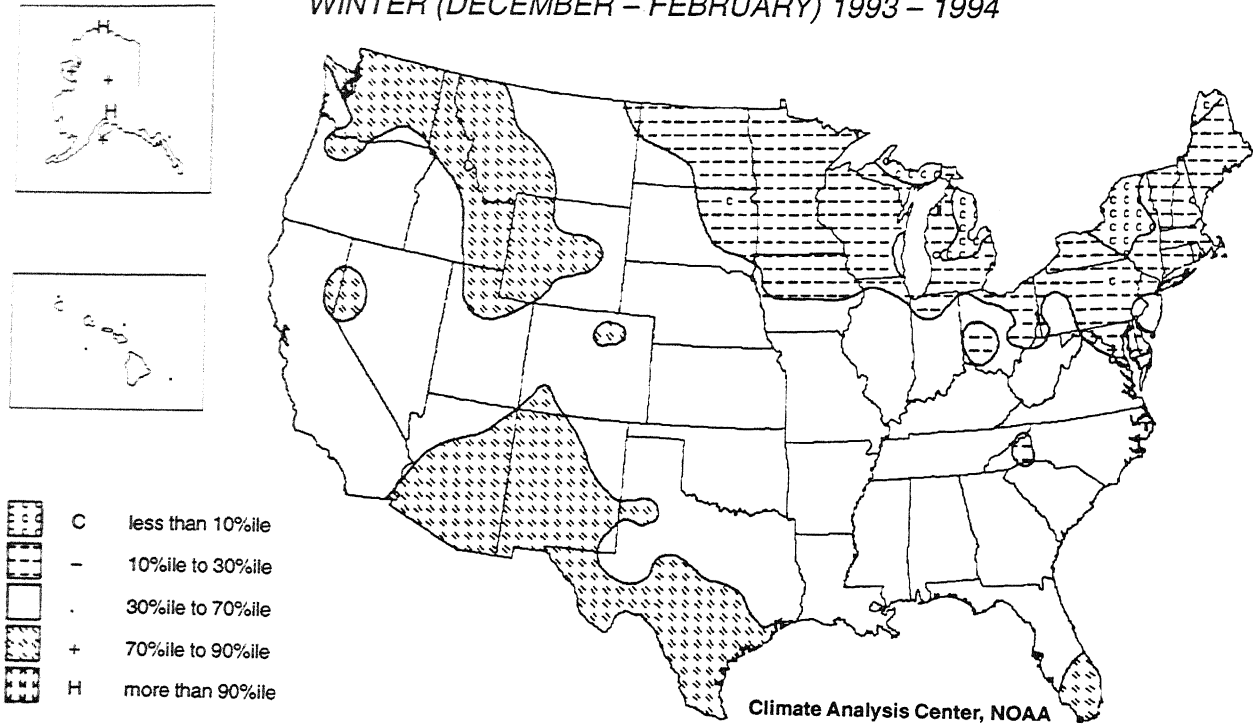 WINTER (DECEMBER – FEBRUARY) 1993 – 1994
H
+
+
H
+
C less than 10%ile
– 10%ile to 30%ile
. 30%ile to 70%ile
+ 70%ile to 90%ile
H more than 90%ile
Climate Analysis Center, NOAA